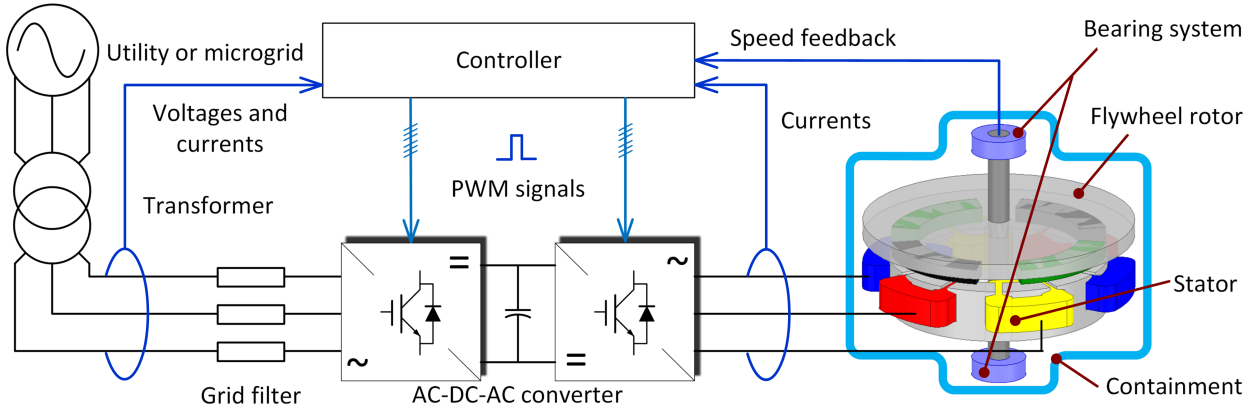 Utility or microgrid
Controller
Speed feedback
Bearing system
Voltages and
currents
Currents
Flywheel rotor
PWM signals
Transformer
=
~
Stator
~
=
Grid filter
AC-DC-AC converter
Containment